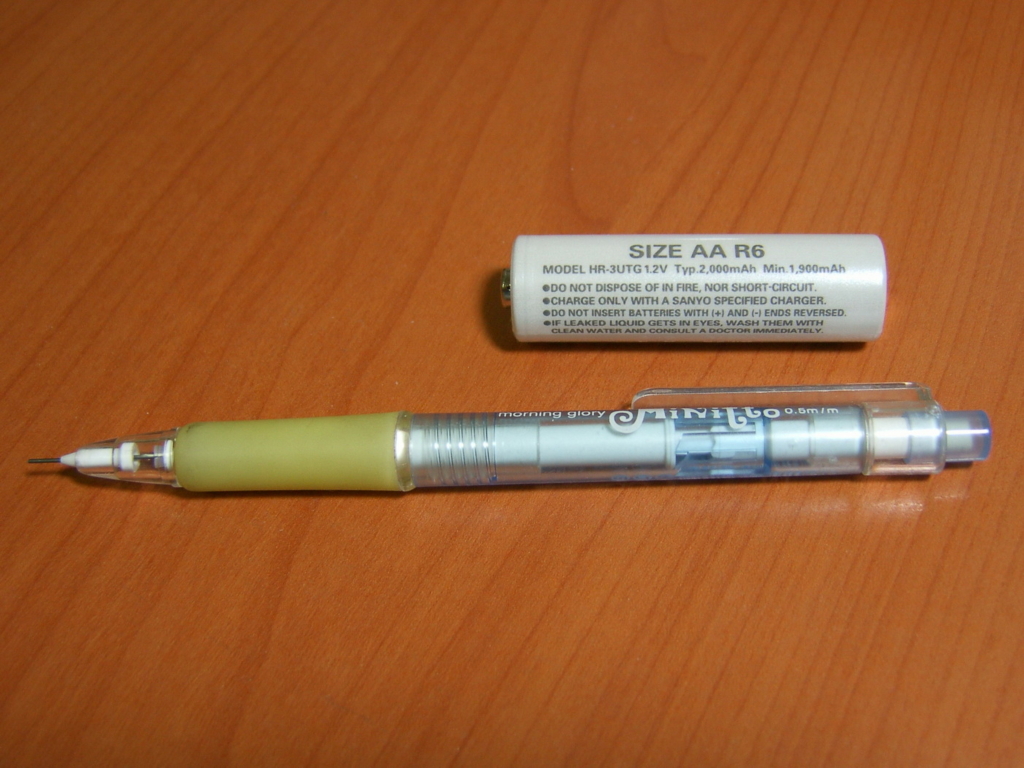 SIZE AA R6
MODEL HR-3UTG 1.2V Typ.2,000mAh Min.1,900mAh
●DO NOT DISPOSE OF IN FIRE, NOR SHORT-CIRCUIT.
●CHARGE ONLY WITH A SANYO SPECIFIED CHARGER.
●DO NOT INSERT BATTERIES WITH (+) AND (-) ENDS REVERSED.
●IF LEAKED LIQUID GETS IN EYES, WASH THEM WITH
CLEAN WATER AND CONSULT A DOCTOR IMMEDIATELY.
morning glory 0.5m/m